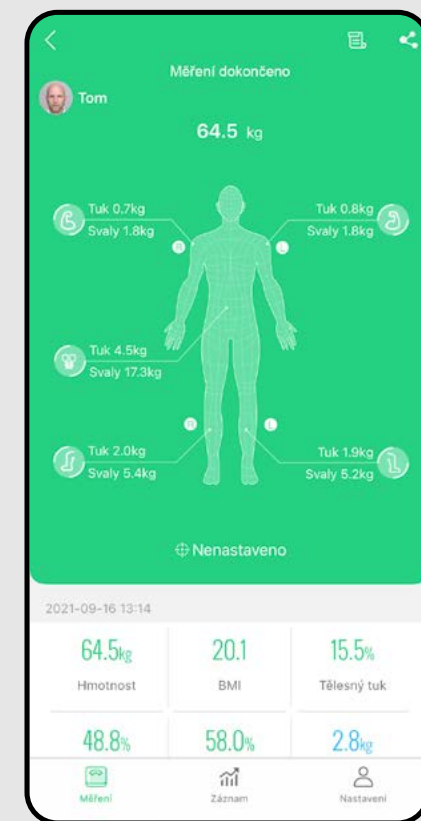 Měření dokončeno
Tom
64.5 kg
Tuk 0.7kg
Svaly 1.8kg
Tuk 0.8kg
Svaly 1.8kg
R
L
Tuk 4.5kg
Svaly 17.3kg
R
L
Tuk 2.0kg
Svaly 5.4kg
Tuk 1.9kg
Svaly 5.2kg
Nenastaveno
2021-09-16 13:14
64.5kg
20.1
15.5%
Hmotnost
BMI
Tělesný tuk
48.8%
58.0%
2.8kg
Měření
Záznam
Nastavení